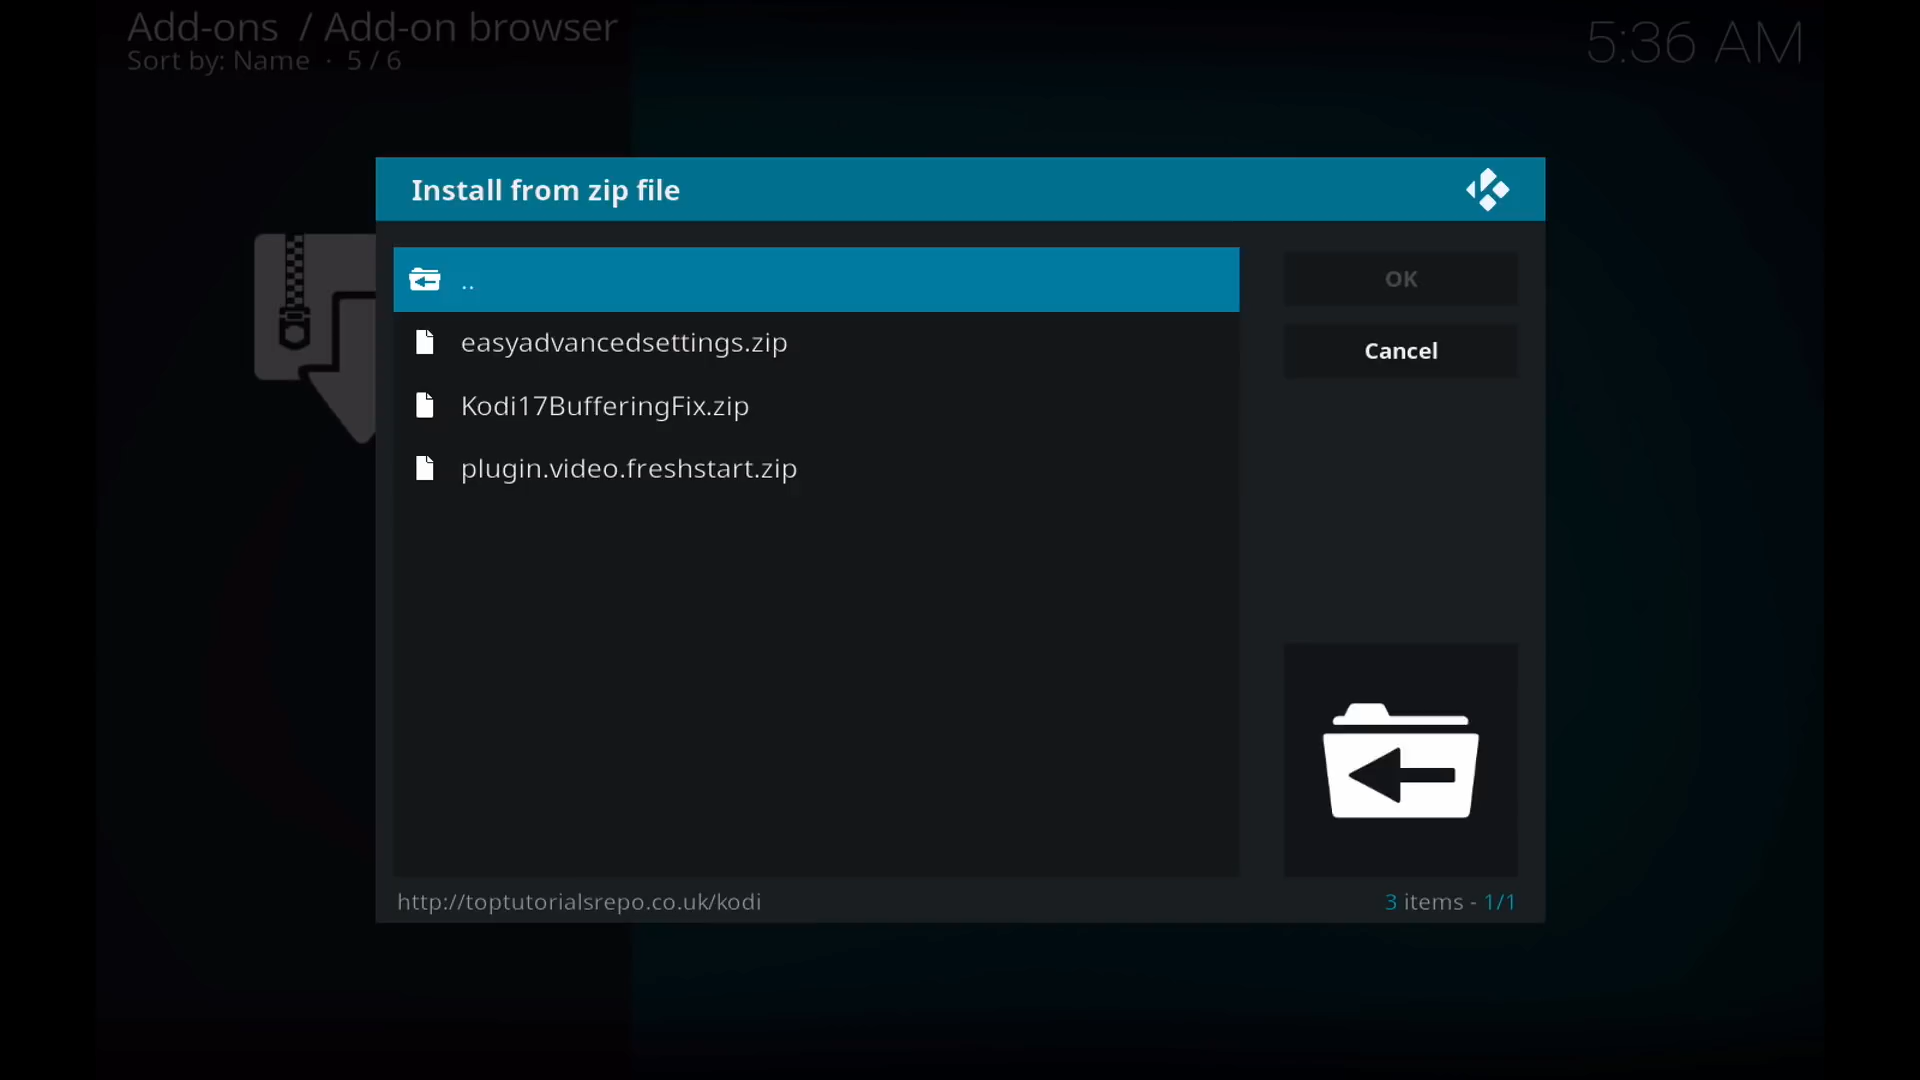 Add-ons / Add-on browser
Sort by: Name · 5 / 6
5:36 AM
Install from zip file
..
OK
easyadvancedsettings.zip
Cancel
Kodi17BufferingFix.zip
plugin.video.freshstart.zip
http://toptutorialsrepo.co.uk/kodi
3 items - 1/1